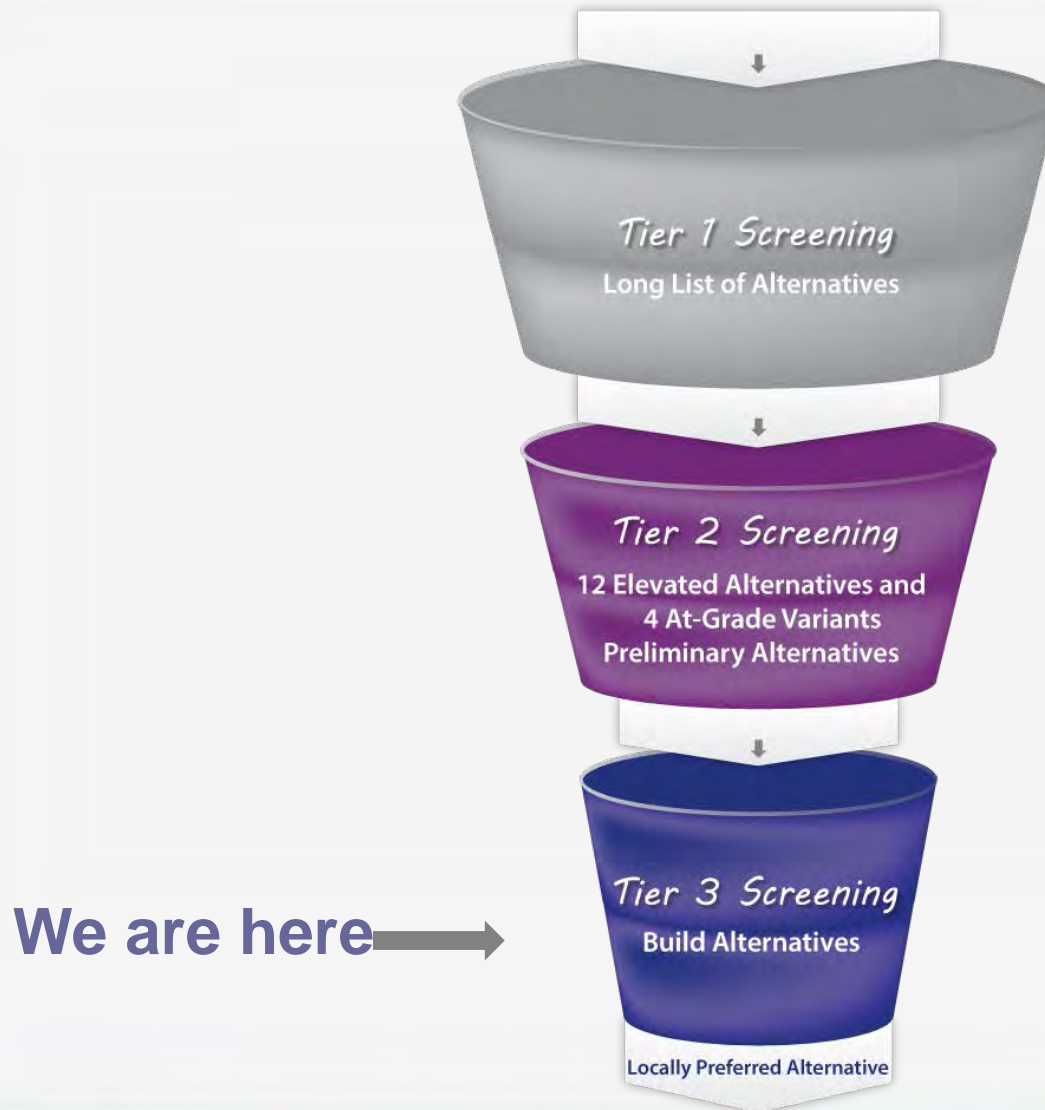 Tier 1 Screening
Long List of Alternatives
Tier 2 Screening
12 Elevated Alternatives and
4 At-Grade Variants
Preliminary Alternatives
Tier 3 Screening
Build Alternatives
We are here
Locally Preferred Alternative